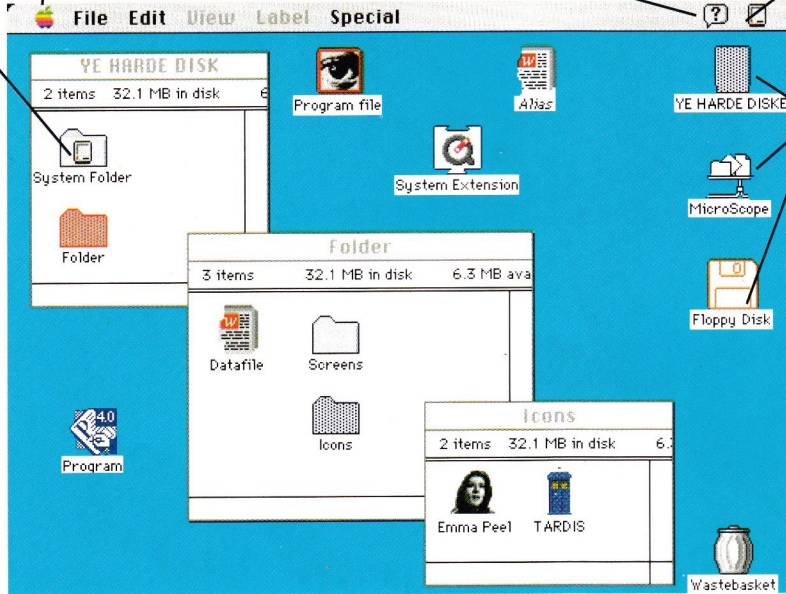 File Edit View Label Special
YE HARDE DISK
2 items 32.1 MB in disk 6
System Folder
Folder
Program file
Alias
System Extension
YE HARDE DISKE
MicroScope
Floppy Disk
Folder
3 items 32.1 MB in disk 6.3 MB ava
Datafile
Screens
Icons
4.0
Program
Icons
2 items 32.1 MB in disk 6.
Emma Peel
TARDIS
Wastebasket